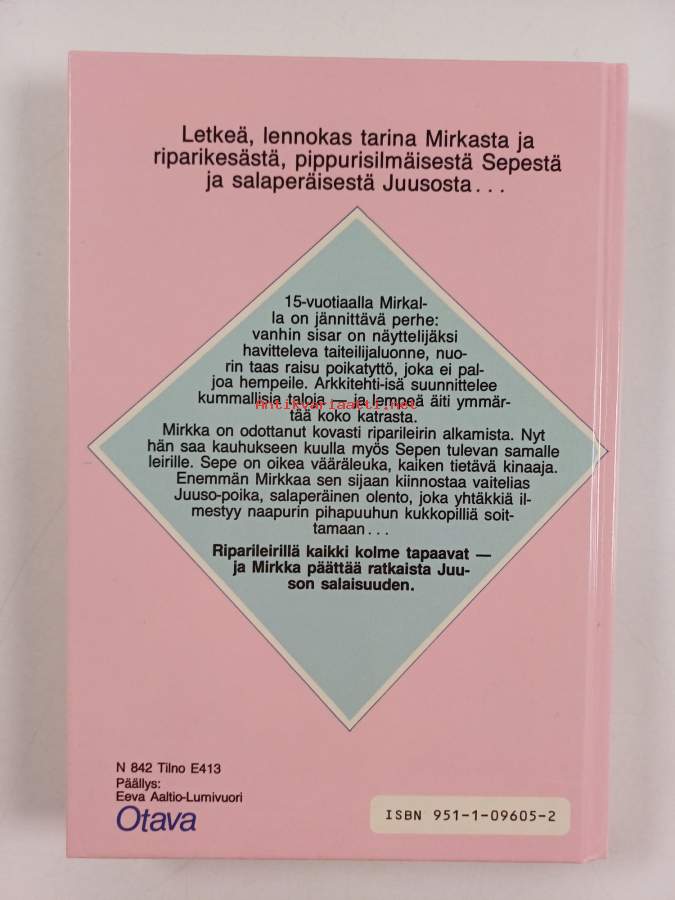 Letkeä, lennokas tarina Mirkasta ja
riparikesästä, pippurisilmäisestä Sepestä
ja salaperäisestä Juusosta...
15-vuotiaalla Mirkal-
la on jännittävä perhe:
vanhin sisar on näyttelijäksi
havitteleva taiteilijaluonne, nuo-
rin taas raisu poikatyttö, joka ei pal-
joa hempeile. Arkkitehti-isä suunnittelee
kummallisia taloja — ja lempeä äiti ymmär-
Antikvariaatti.net
tää koko katrasta.
Mirkka on odottanut kovasti riparileirin alkamista. Nyt
hän saa kauhukseen kuulla myös Sepen tulevan samalle
leirille. Sepe on oikea vääräleuka, kaiken tietävä kinaaja.
Enemmän Mirkkaa sen sijaan kiinnostaa vaitelias
Juuso-poika, salaperäinen olento, joka yhtäkkiä il-
mestyy naapurin pihapuuhun kukkopilliä soit-
tamaan...
Riparileirillä kaikki kolme tapaavat —
ja Mirkka päättää ratkaista Juu-
son salaisuuden.
N 842 Tilno E413
Päällys:
Eeva Aaltio-Lumivuori
Otava
ISBN 951-1-09605-2